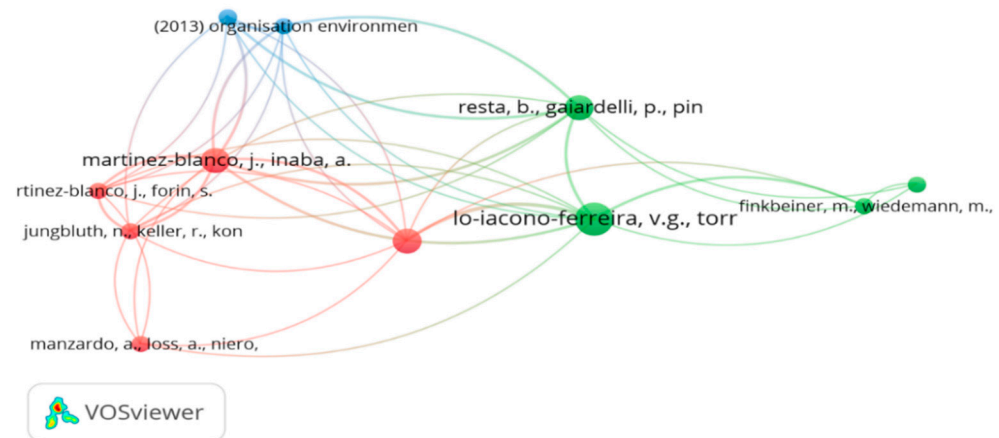 (2013) organisation environmen
resta, b., gaiardelli, p., pin
martinez-blanco, j., inaba, a.
rtinez-blanco, j., forin, s.
finkbeiner, m., wiedemann, m.,
lo-iacono-ferreira, v.g., torr
jungbluth, n., keller, r., kon
manzardo, a., loss, a., niero,
VOSviewer